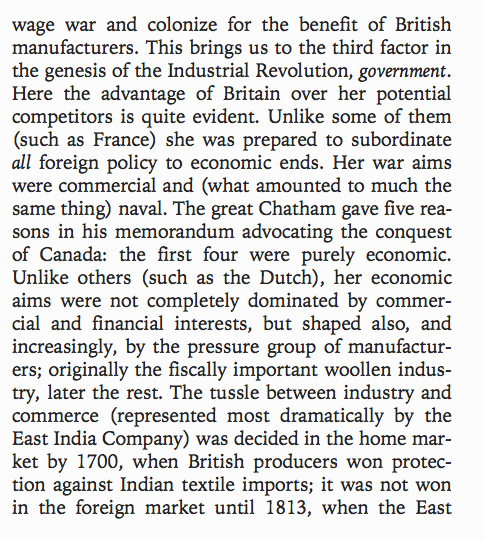 wage war and colonize for the benefit of British
manufacturers. This brings us to the third factor in
the genesis of the Industrial Revolution, government.
Here the advantage of Britain over her potential
competitors is quite evident. Unlike some of them
(such as France) she was prepared to subordinate
all foreign policy to economic ends. Her war aims
were commercial and (what amounted to much the
same thing) naval. The great Chatham gave five rea-
sons in his memorandum advocating the conquest
of Canada: the first four were purely economic.
Unlike others (such as the Dutch), her economic
aims were not completely dominated by commer-
cial and financial interests, but shaped also, and
increasingly, by the pressure group of manufactur-
ers; originally the fiscally important woollen indus-
try, later the rest. The tussle between industry and
commerce (represented most dramatically by the
East India Company) was decided in the home mar-
ket by 1700, when British producers won protec-
tion against Indian textile imports; it was not won
in the foreign market until 1813, when the East